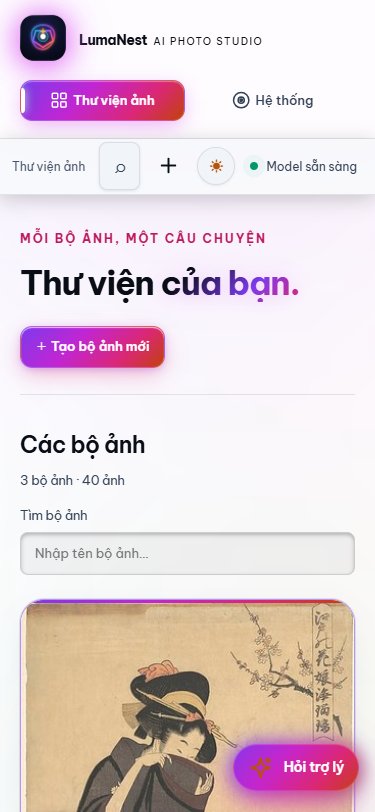 LumaNest AI PHOTO STUDIO
Thư viện ảnh
Hệ thống
Thư viện ảnh
Model sẵn sàng
MỖI BỘ ẢNH, MỘT CÂU CHUYỆN
Thư viện của bạn.
+ Tạo bộ ảnh mới
Các bộ ảnh
3 bộ ảnh · 40 ảnh
Tìm bộ ảnh
Nhập tên bộ ảnh...
Hỏi trợ lý